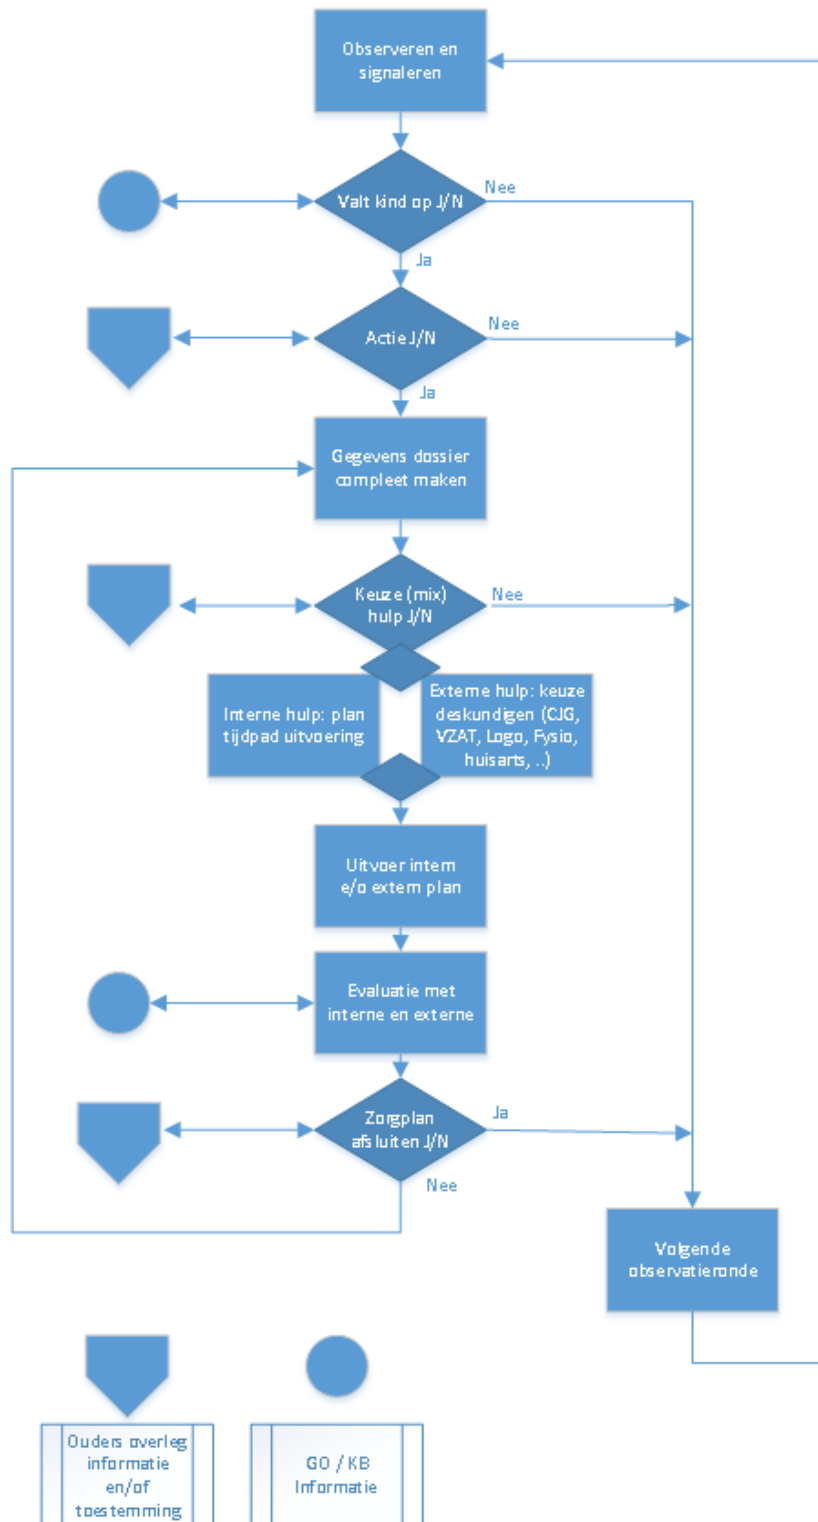 Observeren en
signaleren
Valt kind op J/N
Nee
Ja
Actie J/N
Nee
Ja
Gegevens dossier
compleet maken
Keuze (mix)
hulp J/N
Nee
Interne hulp: plan
tijdpad uitvoering
Externe hulp: keuze
deskundigen (CJG,
VZAT, Logo, Fysio,
huisarts, ..)
Uitvoer intern
e/o extern plan
Evaluatie met
interne en externe
Zorgplan
afsluiten J/N
Ja
Nee
Volgende
observatieronde
Ouders overleg
informatie
en/of
toestemming
GO / KB
Informatie